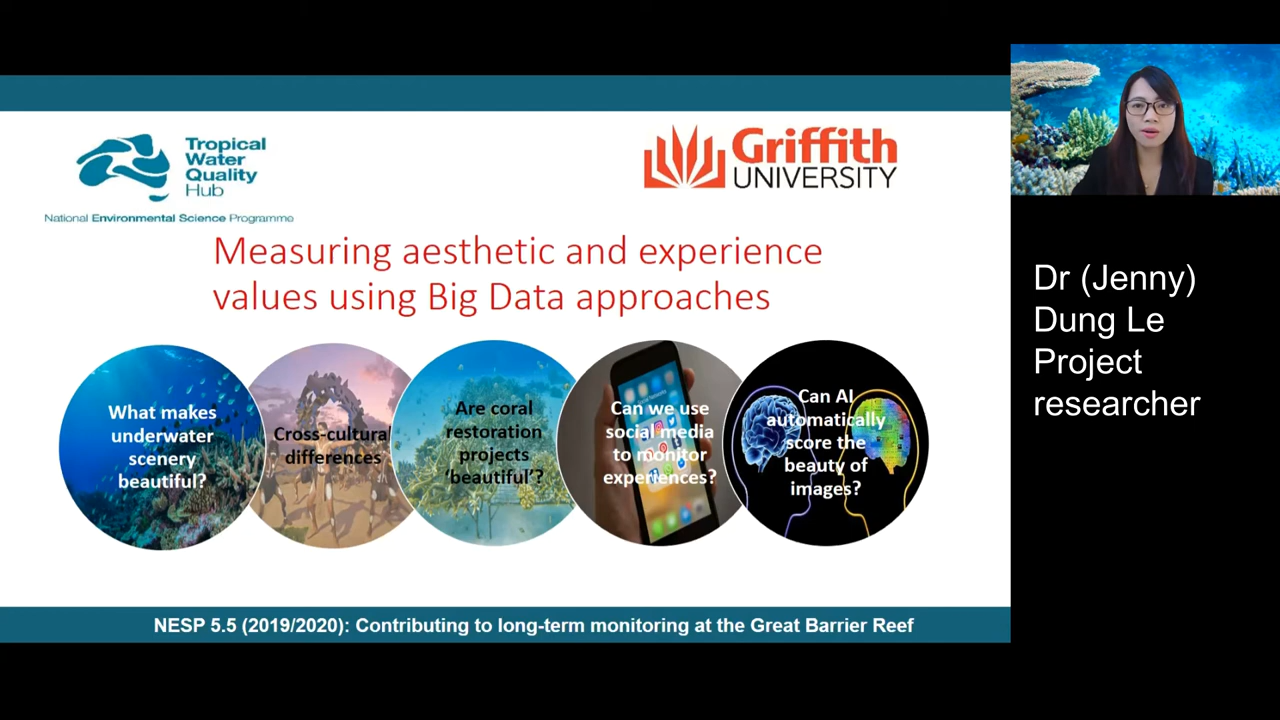 Tropical
Water
Quality
Hub
National Environmental Science Programme
Griffith
UNIVERSITY
Measuring aesthetic and experience
values using Big Data approaches
What makes
underwater
scenery
beautiful?
Cross-cultural
differences
Are coral
restoration
projects
‘beautiful’?
Can we use
social media
to monitor
experiences?
Can AI
automatically
score the
beauty of
images?
NESP 5.5 (2019/2020): Contributing to long-term monitoring at the Great Barrier Reef
Dr (Jenny)
Dung Le
Project
researcher